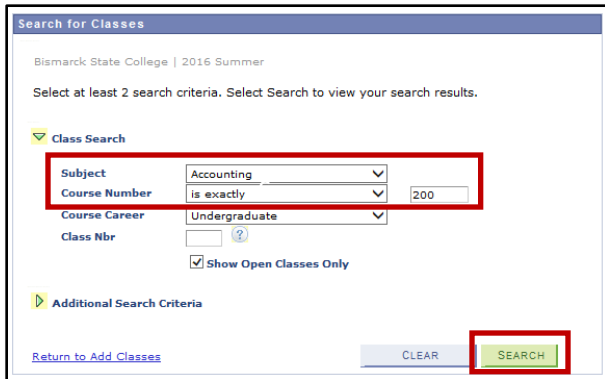 Search for Classes
Bismarck State College | 2016 Summer
Select at least 2 search criteria. Select Search to view your search results.
Class Search
Subject Accounting
Course Number is exactly 200
Course Career Undergraduate
Class Nbr ?
Show Open Classes Only
Additional Search Criteria
Return to Add Classes CLEAR SEARCH